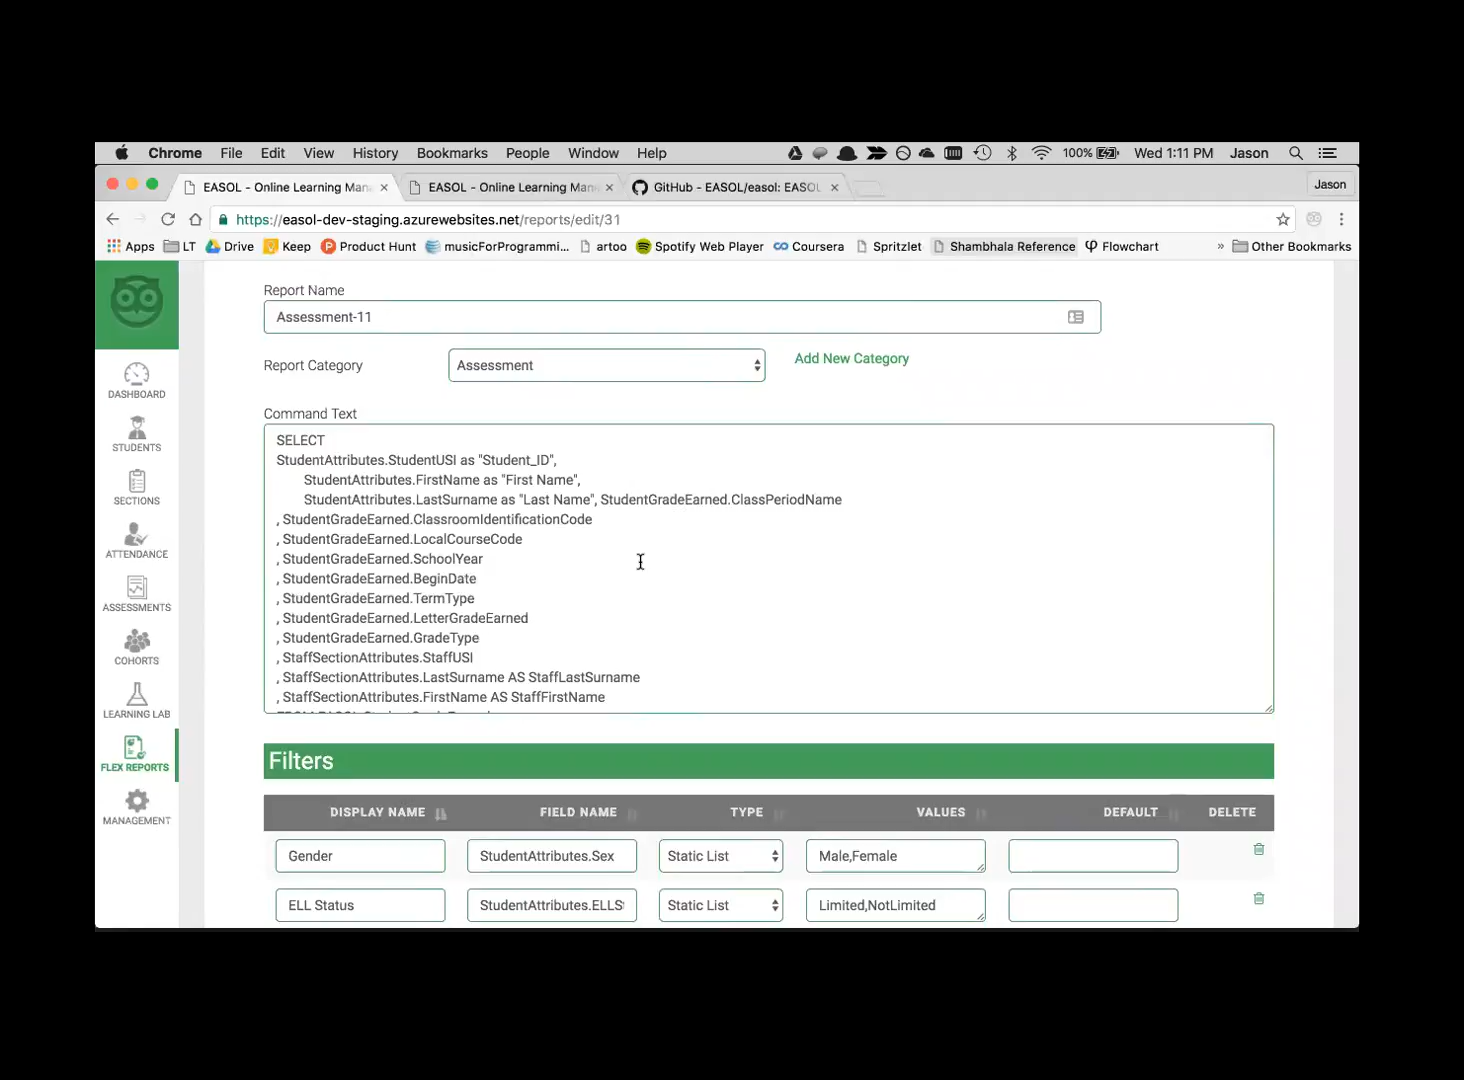 Chrome File Edit View History Bookmarks People Window Help 100% Wed 1:11 PM Jason
EASOL - Online Learning Man
EASOL - Online Learning Man
GitHub - EASOL/easol: EASOL
Jason
https://easol-dev-staging.azurewebsites.net/reports/edit/31
Apps LT Drive Keep Product Hunt musicForProgrammi... artoo Spotify Web Player Coursera Spritzlet Shambhala Reference Flowchart » Other Bookmarks
DASHBOARD
STUDENTS
SECTIONS
ATTENDANCE
ASSESSMENTS
COHORTS
LEARNING LAB
FLEX REPORTS
MANAGEMENT
Report Name
Assessment-11
Report Category Assessment Add New Category
Command Text
SELECT
StudentAttributes.StudentUSI as "Student_ID",
StudentAttributes.FirstName as "First Name",
StudentAttributes.LastSurname as "Last Name", StudentGradeEarned.ClassPeriodName
, StudentGradeEarned.ClassroomIdentificationCode
, StudentGradeEarned.LocalCourseCode
, StudentGradeEarned.SchoolYear
, StudentGradeEarned.BeginDate
, StudentGradeEarned.TermType
, StudentGradeEarned.LetterGradeEarned
, StudentGradeEarned.GradeType
, StaffSectionAttributes.StaffUSI
, StaffSectionAttributes.LastSurname AS StaffLastSurname
, StaffSectionAttributes.FirstName AS StaffFirstName
Filters
DISPLAY NAME FIELD NAME TYPE VALUES DEFAULT DELETE
Gender StudentAttributes.Sex Static List Male,Female
ELL Status StudentAttributes.ELLS Static List Limited,NotLimited